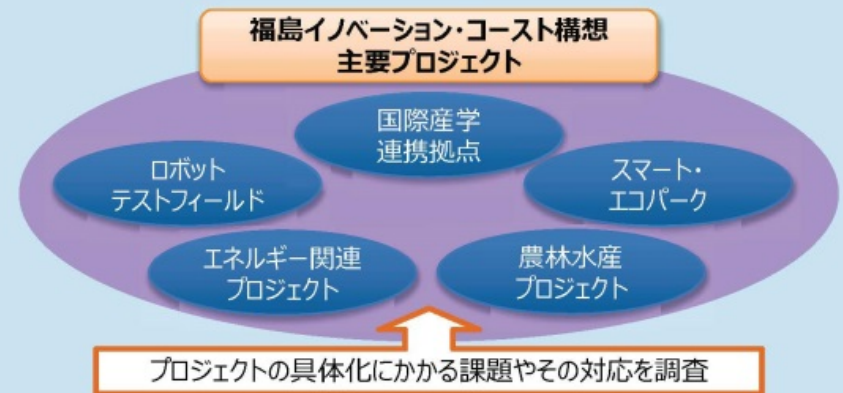 福島イノベーション・コースト構想
主要プロジェクト
国際産学
連携拠点
ロボット
テストフィールド
スマート・
エコパーク
エネルギー関連
プロジェクト
農林水産
プロジェクト
プロジェクトの具体化にかかる課題やその対応を調査